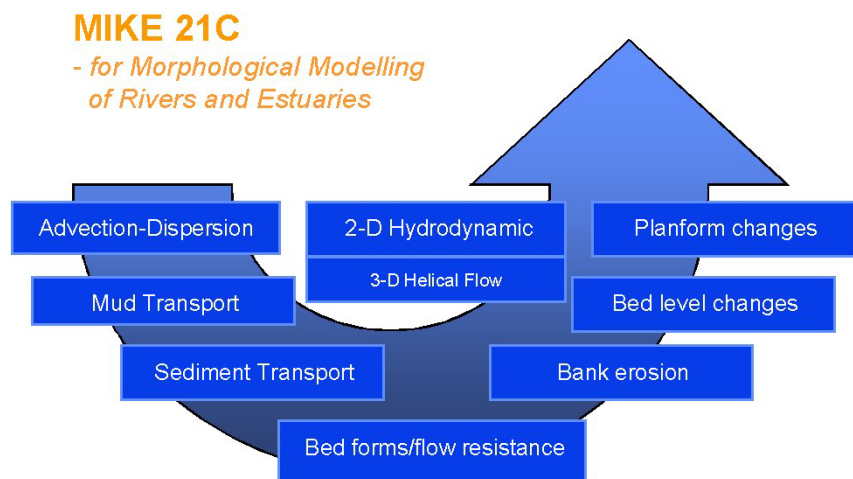 MIKE 21C
- for Morphological Modelling
of Rivers and Estuaries
Advection-Dispersion
2-D Hydrodynamic
Planform changes
3-D Helical Flow
Mud Transport
Bed level changes
Sediment Transport
Bank erosion
Bed forms/flow resistance